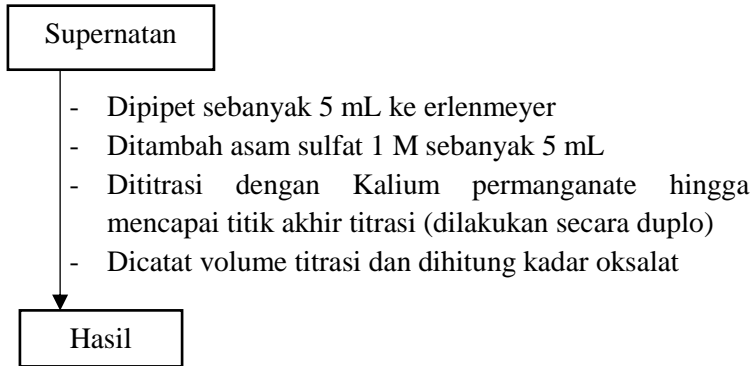 Supernatan
- Dipipet sebanyak 5 mL ke erlenmeyer
- Ditambah asam sulfat 1 M sebanyak 5 mL
- Dititrasi dengan Kalium permanganate hingga
mencapai titik akhir titrasi (dilakukan secara duplo)
- Dicatat volume titrasi dan dihitung kadar oksalat
Hasil